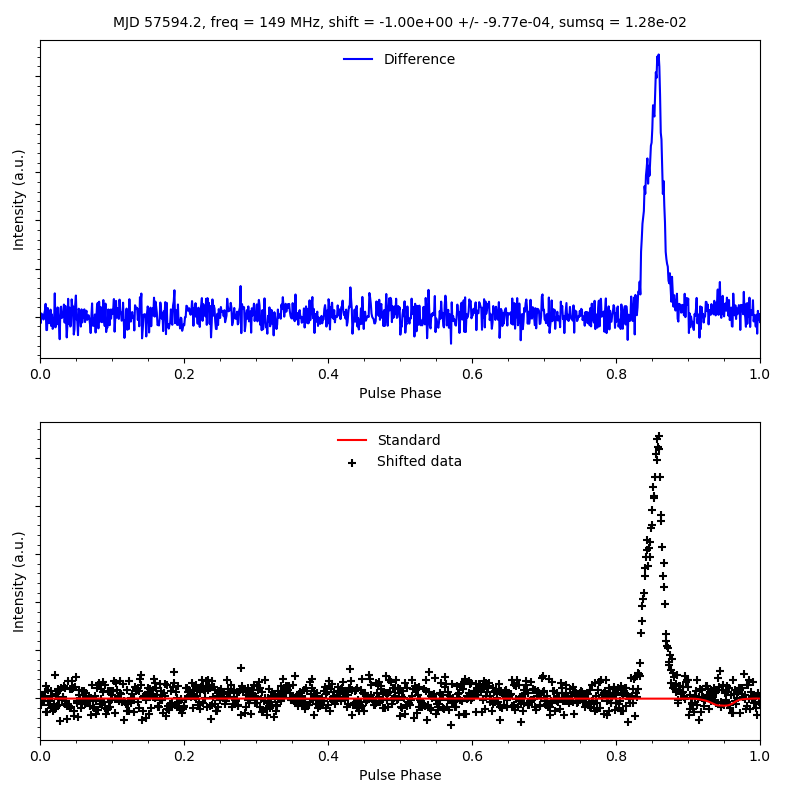 MJD 57594.2, freq = 149 MHz, shift = -1.00e+00 +/- -9.77e-04, sumsq = 1.28e-02
Difference
Intensity (a.u.)
0.0 0.2 0.4 0.6 0.8 1.0
Pulse Phase
Standard
Shifted data
Intensity (a.u.)
0.0 0.2 0.4 0.6 0.8 1.0
Pulse Phase